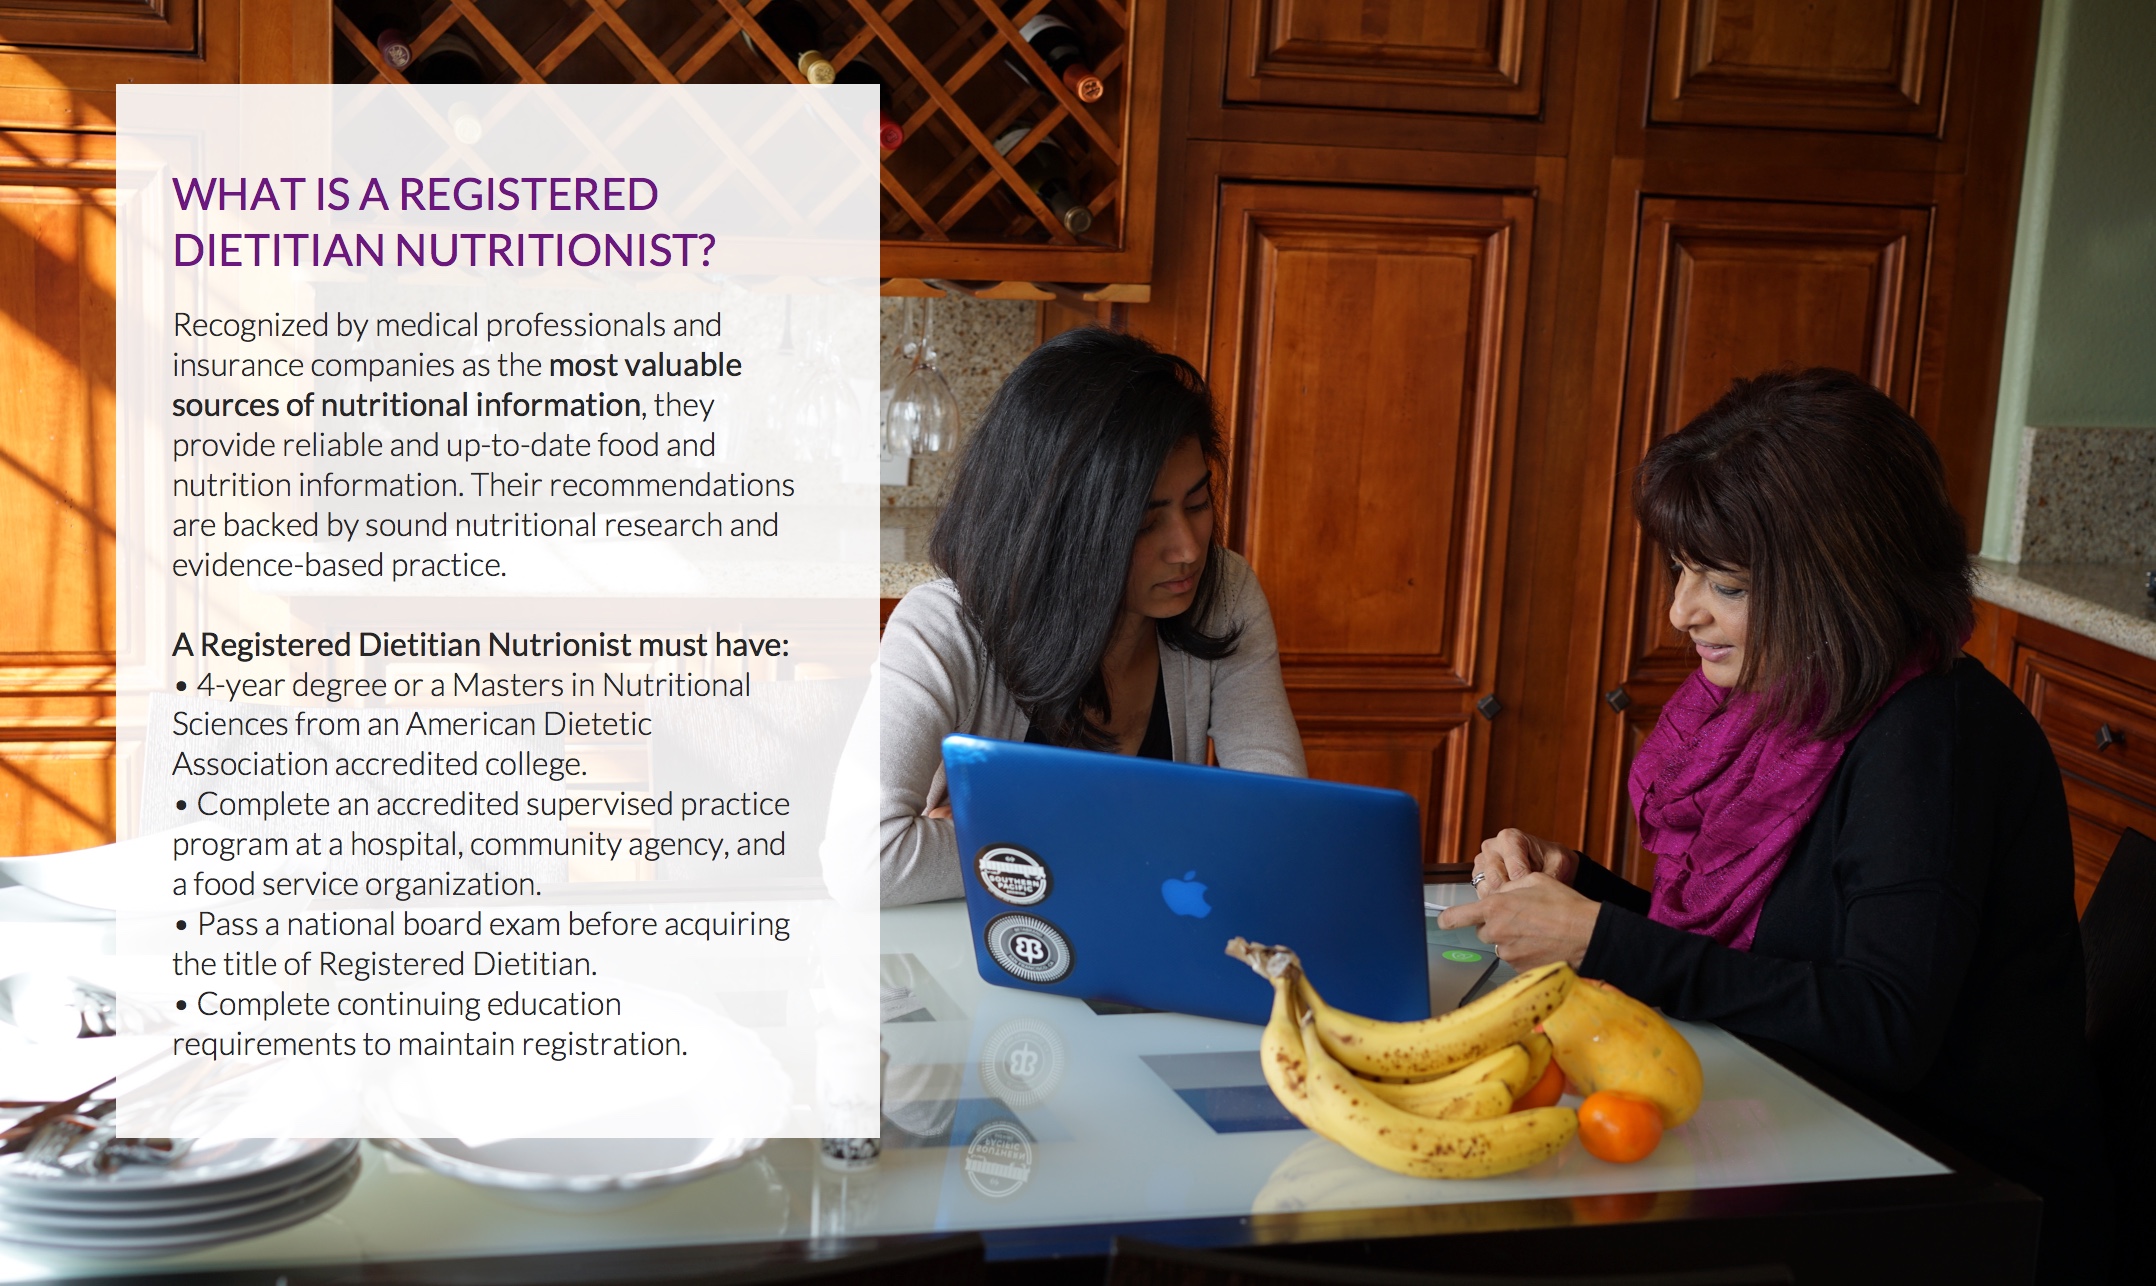 WHAT IS A REGISTERED
DIETITIAN NUTRITIONIST?
Recognized by medical professionals and
insurance companies as the most valuable
sources of nutritional information, they
provide reliable and up-to-date food and
nutrition information. Their recommendations
are backed by sound nutritional research and
evidence-based practice.
A Registered Dietitian Nutrionist must have:
• 4-year degree or a Masters in Nutritional
Sciences from an American Dietetic
Association accredited college.
• Complete an accredited supervised practice
program at a hospital, community agency, and
a food service organization.
• Pass a national board exam before acquiring
the title of Registered Dietitian.
• Complete continuing education
requirements to maintain registration.
SOUTHERN
PACIFIC